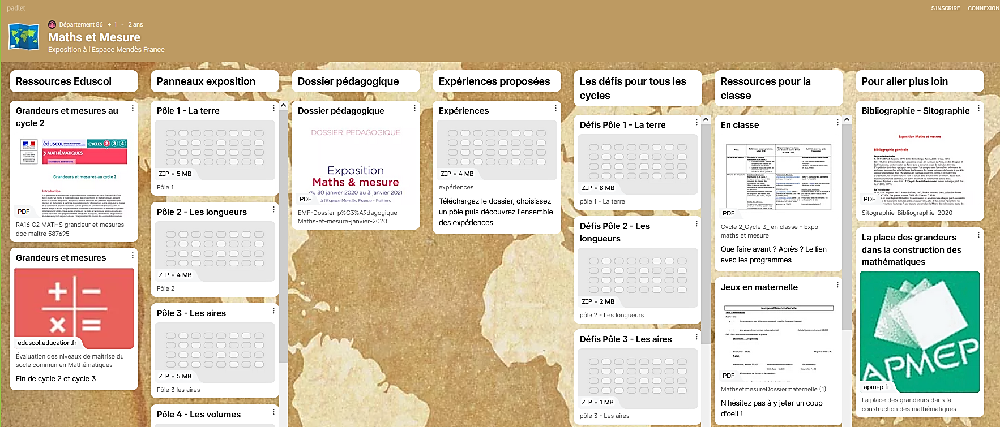 padlet
S'INSCRIRE CONNEXION
Département 86 + 1 • 2 ans
Maths et Mesure
Exposition à l'Espace Mendès France
Ressources Eduscol
Grandeurs et mesures au
cycle 2
éduSCOL
CYCLES 2 3 4
MATHÉMATIQUES
Grandeurs et mesures
Grandeurs et mesures au cycle 2
Introduction
PDF
RA16 C2 MATHS grandeur et mesures
doc maitre 587695
Grandeurs et mesures
eduscol.education.fr
Évaluation des niveaux de maîtrise du
socle commun en Mathématiques
Fin de cycle 2 et cycle 3
Panneaux exposition
Pôle 1 - La terre
ZIP • 5 MB
Pôle 1
Pôle 2 - Les longueurs
ZIP • 4 MB
Pôle 2
Pôle 3 - Les aires
ZIP • 5 MB
Pôle 3 les aires
Pôle 4 - Les volumes
Dossier pédagogique
Dossier pédagogique
DOSSIER PEDAGOGIQUE
Exposition
Maths & mesure
du 30 janvier 2020 au 3 janvier 2021
à l'Espace Mendès France - Poitiers
PDF
EMF-Dossier-p%C3%A9dagogique-
Maths-et-mesure-janvier-2020
Expériences proposées
Expériences
ZIP • 4 MB
expériences
Téléchargez le dossier, choisissez
un pôle puis découvrez l'ensemble
des expériences
Les défis pour tous les
cycles
Défis Pôle 1 - La terre
ZIP • 8 MB
pôle 1 - La terre
Défis Pôle 2 - Les
longueurs
ZIP • 2 MB
pôle 2 - Les longueurs
Défis Pôle 3 - Les aires
ZIP • 1 MB
pôle 3 - Les aires
Ressources pour la
classe
En classe
PDF
Cycle 2_Cycle 3_ en classe - Expo
maths et mesure
Que faire avant ? Après ? Le lien
avec les programmes
Jeux en maternelle
Jeux possibles en maternelle
PDF
MathsetmesureDossiermaternelle (1)
N'hésitez pas à y jeter un coup
d'oeil !
Pour aller plus loin
Bibliographie - Sitographie
Exposition Maths et mesure
Bibliographie générale
PDF
Sitographie_Bibliographie_2020
La place des grandeurs
dans la construction des
mathématiques
APMEP
apmep.fr
La place des grandeurs dans la
construction des mathématiques